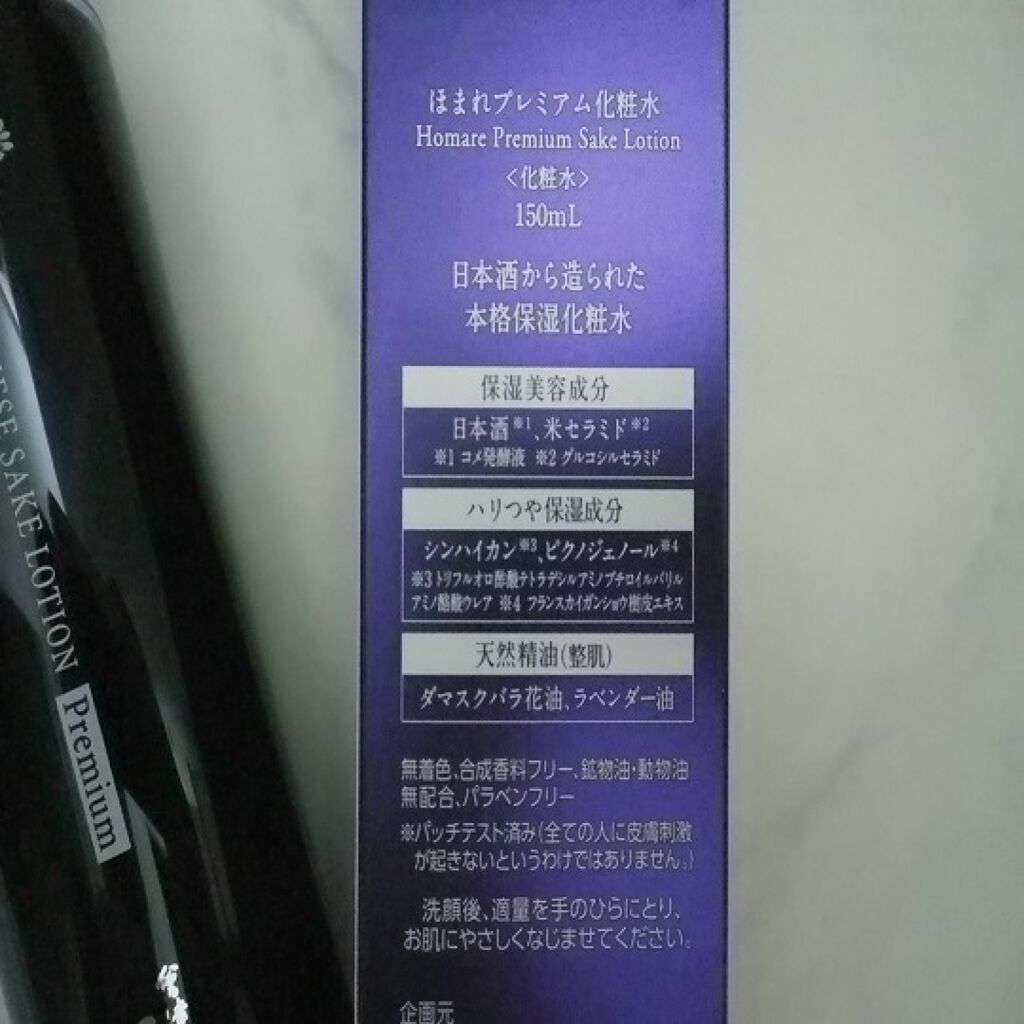 ほまれプレミアム化粧水
Homare Premium Sake Lotion
<化粧水>
150mL
日本酒から造られた
本格保湿化粧水
保湿美容成分
日本酒※1、米セラミド※2
※1 コメ発酵液 ※2 グルコシルセラミド
ハリつや保湿成分
シンハイカン※3、ピクノジェノール※4
※3 トリフルオロ酢酸テトラデシルアミノブチロイルバリル
アミノ酪酸ウレア ※4 フランスカイガンショウ樹皮エキス
天然精油(整肌)
ダマスクバラ花油、ラベンダー油
無着色、合成香料フリー、鉱物油・動物油
無配合、パラベンフリー
※パッチテスト済み(全ての人に皮膚刺激
が起きないというわけではありません。)
洗顔後、適量を手のひらにとり、
お肌にやさしくなじませてください。
企画元
SAKE LOTION
Premium